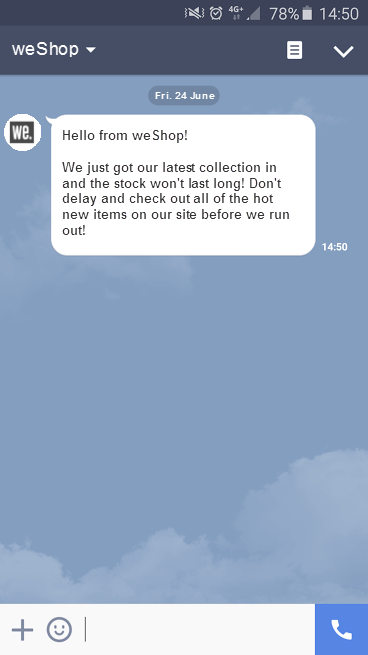 4G+ 78% 14:50
weShop
Fri. 24 June
we.
Hello from weShop!
We just got our latest collection in
and the stock won't last long! Don't
delay and check out all of the hot
new items on our site before we run
out!
14:50